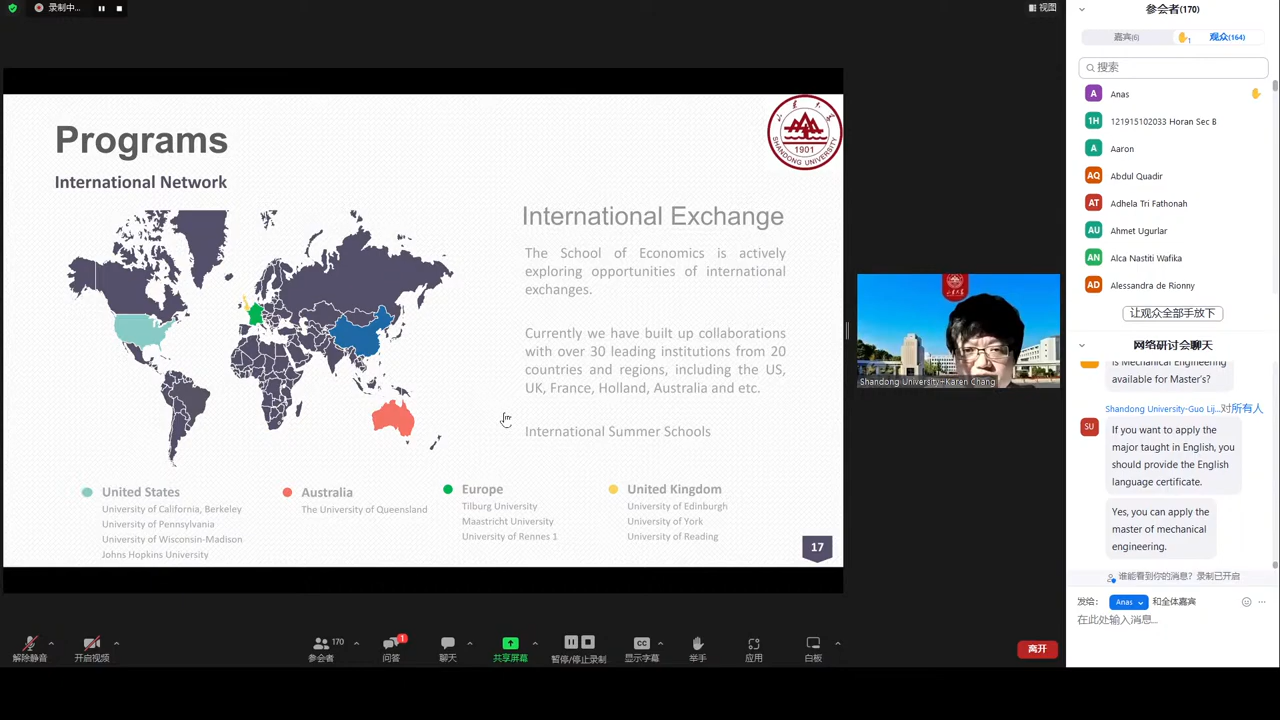 录制中...
视图
Programs
International Network
SHANDONG UNIVERSITY
1901
International Exchange
The School of Economics is actively
exploring opportunities of international
exchanges.
Currently we have built up collaborations
with over 30 leading institutions from 20
countries and regions, including the US,
UK, France, Holland, Australia and etc.
International Summer Schools
United States
University of California, Berkeley
University of Pennsylvania
University of Wisconsin-Madison
Johns Hopkins University
Australia
The University of Queensland
Europe
Tilburg University
Maastricht University
University of Rennes 1
United Kingdom
University of Edinburgh
University of York
University of Reading
17
Shandong University+Karen Chang
参会者(170)
嘉宾(6)
1
观众(164)
搜索
A Anas
1H 121915102033 Horan Sec B
A Aaron
AQ Abdul Quadir
AT Adhela Tri Fathonah
AU Ahmet Ugurlar
AN Alca Nastiti Wafika
AD Alessandra de Rionny
让观众全部手放下
网络研讨会聊天
is Mechanical Engineering
available for Master's?
Shandong University-Guo Lij...对所有人
SU
If you want to apply the
major taught in English, you
should provide the English
language certificate.
Yes, you can apply the
master of mechanical
engineering.
谁能看到你的消息? 录制已开启
发给: Anas 和全体嘉宾
在此处输入消息...
解除静音
开启视频
170
参会者
1
问答
聊天
共享屏幕
暂停/停止录制
CC
显示字幕
举手
应用
白板
离开